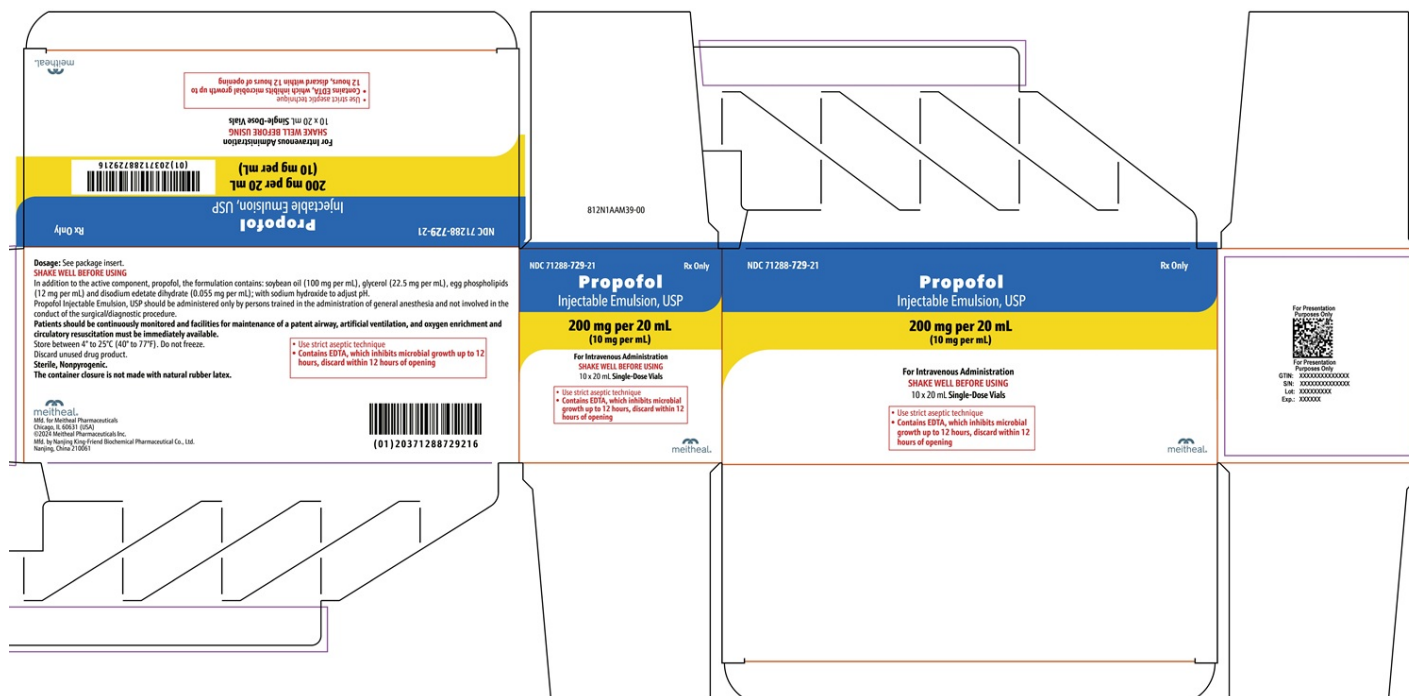 meitheal
• Use strict aseptic technique
• Contains EDTA, which inhibits microbial growth up to
12 hours, discard within 12 hours of opening
10 x 20 mL Single-Dose Vials
SHAKE WELL BEFORE USING
For Intravenous Administration
(01)20371288729216
(10 mg per mL)
200 mg per 20 mL
Injectable Emulsion, USP
Propofol
Rx Only
NDC 71288-729-21
Dosage: See package insert.
SHAKE WELL BEFORE USING
In addition to the active component, propofol, the formulation contains: soybean oil (100 mg per mL), glycerol (22.5 mg per mL), egg phospholipids
(12 mg per mL) and disodium edetate dihydrate (0.055 mg per mL); with sodium hydroxide to adjust pH.
Propofol Injectable Emulsion, USP should be administered only by persons trained in the administration of general anesthesia and not involved in the
conduct of the surgical/diagnostic procedure.
Patients should be continuously monitored and facilities for maintenance of a patent airway, artificial ventilation, and oxygen enrichment and
circulatory resuscitation must be immediately available.
Store between 4° to 25°C (40° to 77°F). Do not freeze.
Discard unused drug product.
Sterile, Nonpyrogenic.
The container closure is not made with natural rubber latex.
• Use strict aseptic technique
• Contains EDTA, which inhibits microbial growth up to 12
hours, discard within 12 hours of opening
meitheal.
Mfd. for Meitheal Pharmaceuticals
Chicago, IL 60631 (USA)
©2024 Meitheal Pharmaceuticals Inc.
Mfd. by Nanjing King-Friend Biochemical Pharmaceutical Co., Ltd.
Nanjing, China 210061
(01)20371288729216
812N1AAM39-00
NDC 71288-729-21
Rx Only
Propofol
Injectable Emulsion, USP
200 mg per 20 mL
(10 mg per mL)
For Intravenous Administration
SHAKE WELL BEFORE USING
10 x 20 mL Single-Dose Vials
• Use strict aseptic technique
• Contains EDTA, which inhibits microbial
growth up to 12 hours, discard within 12
hours of opening
meitheal.
NDC 71288-729-21
Rx Only
Propofol
Injectable Emulsion, USP
200 mg per 20 mL
(10 mg per mL)
For Intravenous Administration
SHAKE WELL BEFORE USING
10 x 20 mL Single-Dose Vials
• Use strict aseptic technique
• Contains EDTA, which inhibits microbial
growth up to 12 hours, discard within 12
hours of opening
meitheal.
For Presentation
Purposes Only
For Presentation
Purposes Only
GTIN: XXXXXXXXXXXXXX
S/N: XXXXXXXXXXXXXX
Lot: XXXXXXXXX
Exp.: XXXXXX